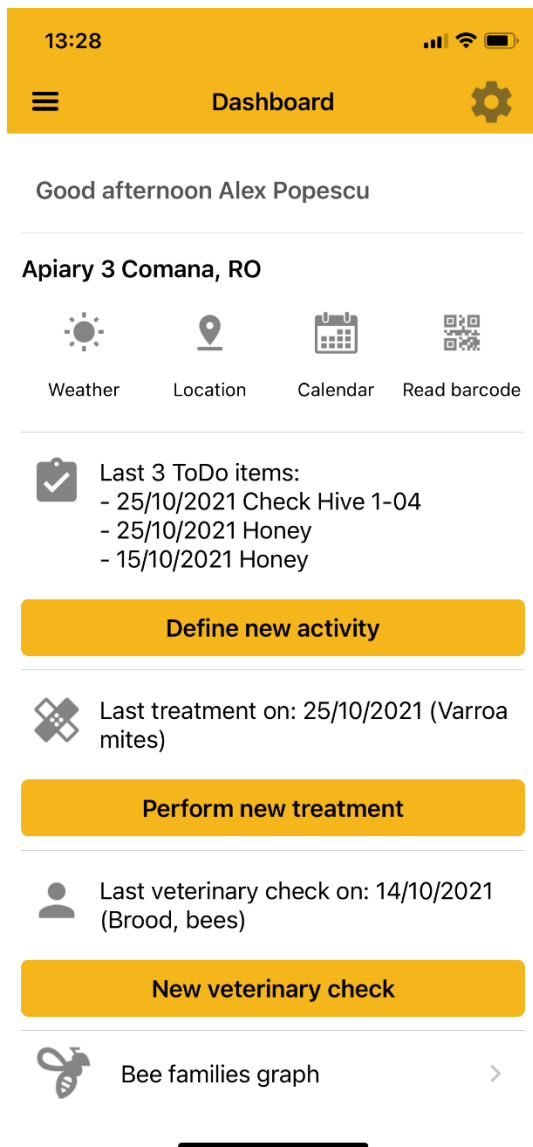 13:28
Dashboard
Good afternoon Alex Popescu
Apiary 3 Comana, RO
Weather Location Calendar Read barcode
Last 3 ToDo items:
- 25/10/2021 Check Hive 1-04
- 25/10/2021 Honey
- 15/10/2021 Honey
Define new activity
Last treatment on: 25/10/2021 (Varroa
mites)
Perform new treatment
Last veterinary check on: 14/10/2021
(Brood, bees)
New veterinary check
Bee families graph